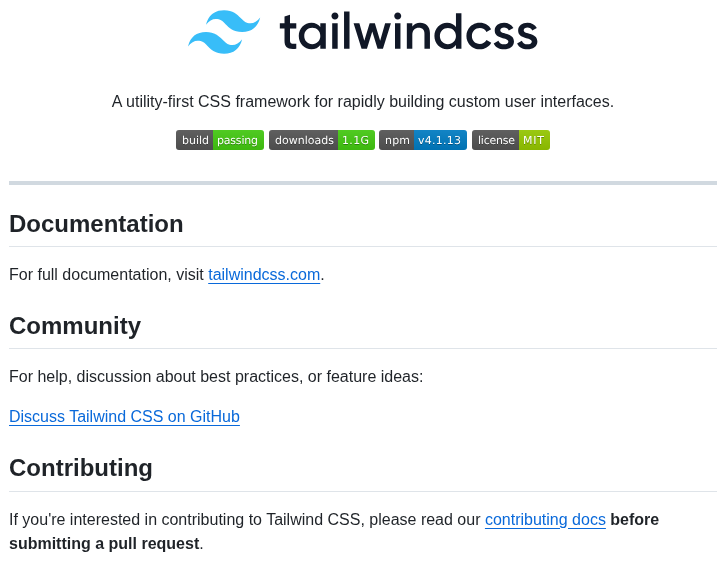 tailwindcss
A utility-first CSS framework for rapidly building custom user interfaces.
build passing downloads 1.1G npm v4.1.13 license MIT
Documentation
For full documentation, visit tailwindcss.com.
Community
For help, discussion about best practices, or feature ideas:
Discuss Tailwind CSS on GitHub
Contributing
If you're interested in contributing to Tailwind CSS, please read our contributing docs before
submitting a pull request.